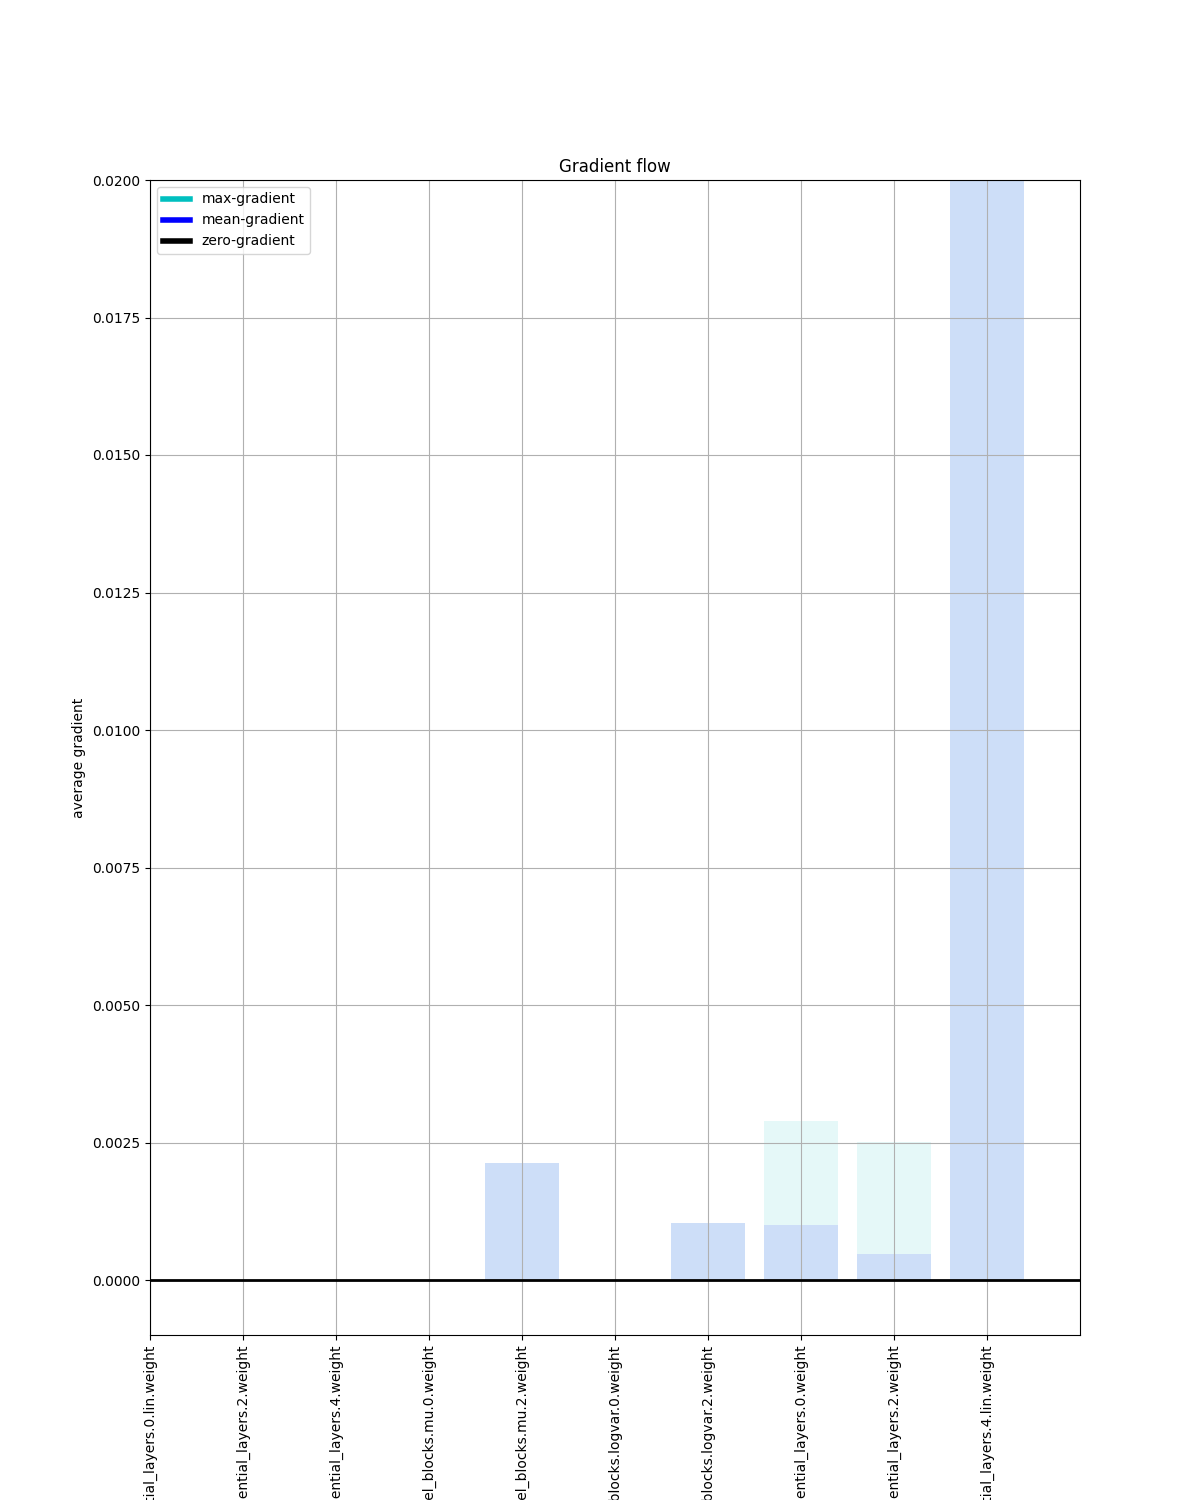 Gradient flow
max-gradient
mean-gradient
zero-gradient
0.0200
0.0175
0.0150
0.0125
0.0100
0.0075
0.0050
0.0025
0.0000
average gradient
tial_layers.0.lin.weight
ential_layers.2.weight
ential_layers.4.weight
el_blocks.mu.0.weight
el_blocks.mu.2.weight
blocks.logvar.0.weight
blocks.logvar.2.weight
ential_layers.0.weight
ential_layers.2.weight
tial_layers.4.lin.weight